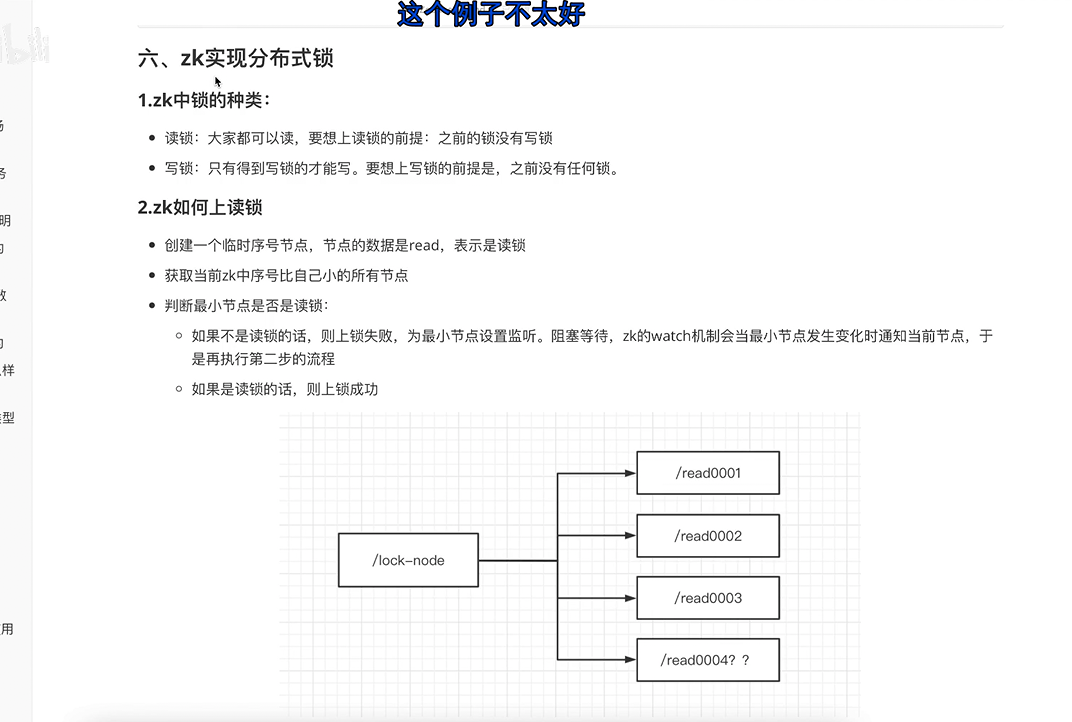 这个例子不太好
六、zk实现分布式锁
1.zk中锁的种类：
读锁：大家都可以读，要想上读锁的前提：之前的锁没有写锁
写锁：只有得到写锁的才能写。要想上写锁的前提是，之前没有任何锁。
2.zk如何上读锁
创建一个临时序号节点，节点的数据是read，表示是读锁
获取当前zk中序号比自己小的所有节点
判断最小节点是否是读锁：
如果不是读锁的话，则上锁失败，为最小节点设置监听。阻塞等待，zk的watch机制会当最小节点发生变化时通知当前节点，于
是再执行第二步的流程
如果是读锁的话，则上锁成功
/lock-node
/read0001
/read0002
/read0003
/read0004？？
务
明
样
型
用